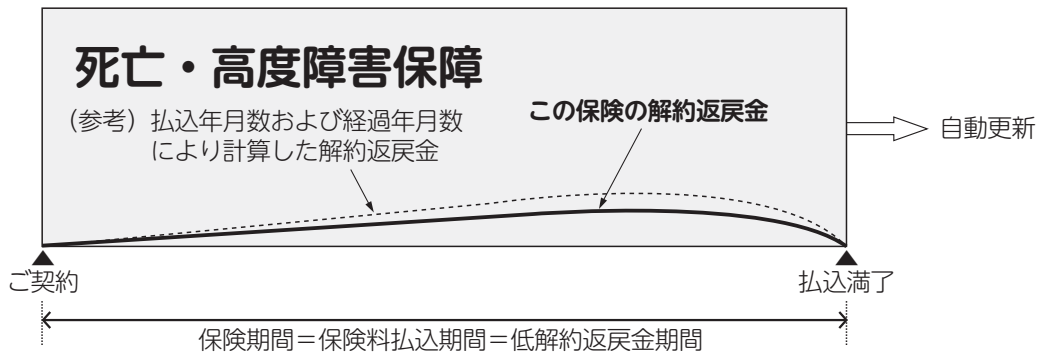 死亡・高度障害保障
(参考) 払込年月数および経過年月数
により計算した解約返戻金
この保険の解約返戻金
自動更新
ご契約
払込満了
保険期間＝保険料払込期間＝低解約返戻金期間